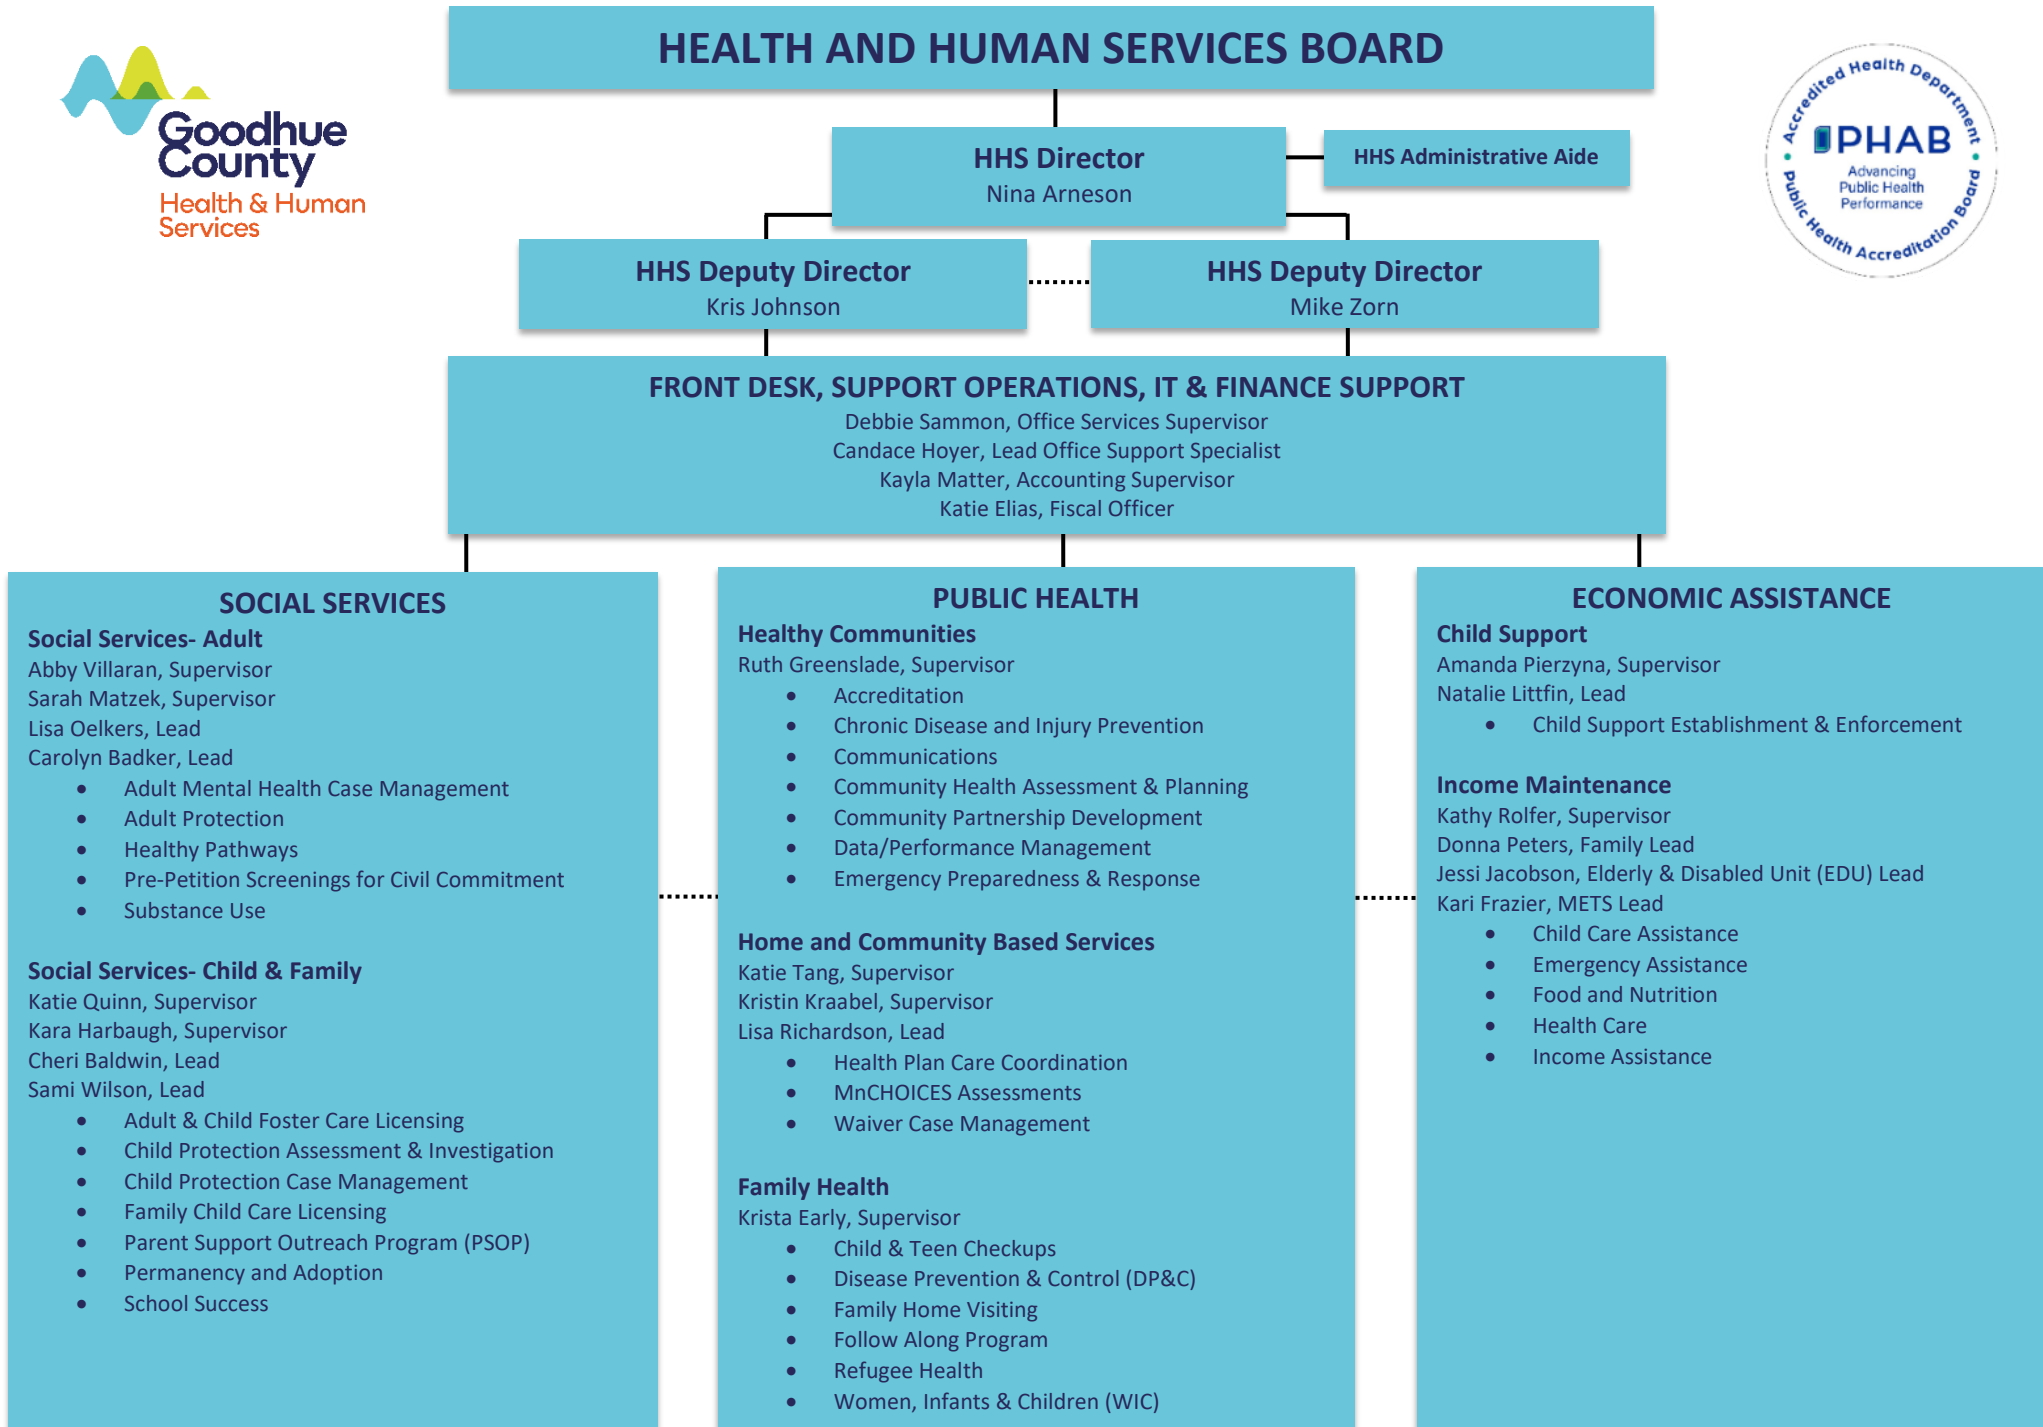 HEALTH AND HUMAN SERVICES BOARD
Goodhue
County
Health & Human
Services
Accredited Health Department
PHAB
Advancing
Public Health
Performance
Public Health Accreditation Board
HHS Director
Nina Arneson
HHS Administrative Aide
HHS Deputy Director
Kris Johnson
HHS Deputy Director
Mike Zorn
FRONT DESK, SUPPORT OPERATIONS, IT & FINANCE SUPPORT
Debbie Sammon, Office Services Supervisor
Candace Hoyer, Lead Office Support Specialist
Kayla Matter, Accounting Supervisor
Katie Elias, Fiscal Officer
SOCIAL SERVICES
Social Services- Adult
Abby Villaran, Supervisor
Sarah Matzek, Supervisor
Lisa Oelkers, Lead
Carolyn Badker, Lead
• Adult Mental Health Case Management
• Adult Protection
• Healthy Pathways
• Pre-Petition Screenings for Civil Commitment
• Substance Use
Social Services- Child & Family
Katie Quinn, Supervisor
Kara Harbaugh, Supervisor
Cheri Baldwin, Lead
Sami Wilson, Lead
• Adult & Child Foster Care Licensing
• Child Protection Assessment & Investigation
• Child Protection Case Management
• Family Child Care Licensing
• Parent Support Outreach Program (PSOP)
• Permanency and Adoption
• School Success
PUBLIC HEALTH
Healthy Communities
Ruth Greenslade, Supervisor
• Accreditation
• Chronic Disease and Injury Prevention
• Communications
• Community Health Assessment & Planning
• Community Partnership Development
• Data/Performance Management
• Emergency Preparedness & Response
Home and Community Based Services
Katie Tang, Supervisor
Kristin Kraabel, Supervisor
Lisa Richardson, Lead
• Health Plan Care Coordination
• MnCHOICES Assessments
• Waiver Case Management
Family Health
Krista Early, Supervisor
• Child & Teen Checkups
• Disease Prevention & Control (DP&C)
• Family Home Visiting
• Follow Along Program
• Refugee Health
• Women, Infants & Children (WIC)
ECONOMIC ASSISTANCE
Child Support
Amanda Pierzyna, Supervisor
Natalie Littfin, Lead
• Child Support Establishment & Enforcement
Income Maintenance
Kathy Rolfer, Supervisor
Donna Peters, Family Lead
Jessi Jacobson, Elderly & Disabled Unit (EDU) Lead
Kari Frazier, METS Lead
• Child Care Assistance
• Emergency Assistance
• Food and Nutrition
• Health Care
• Income Assistance